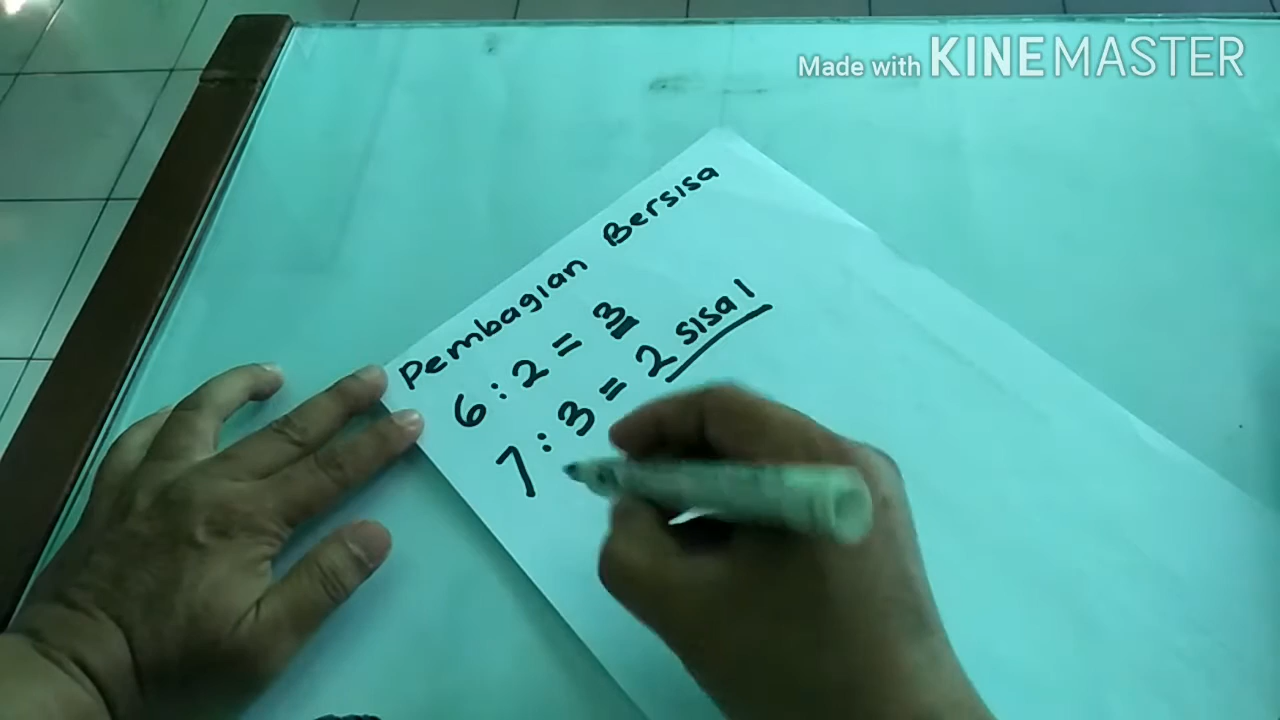 Made with KINEMASTER
Pembagian Bersisa
6 : 2 = 3
7 : 3 = 2 sisa 1